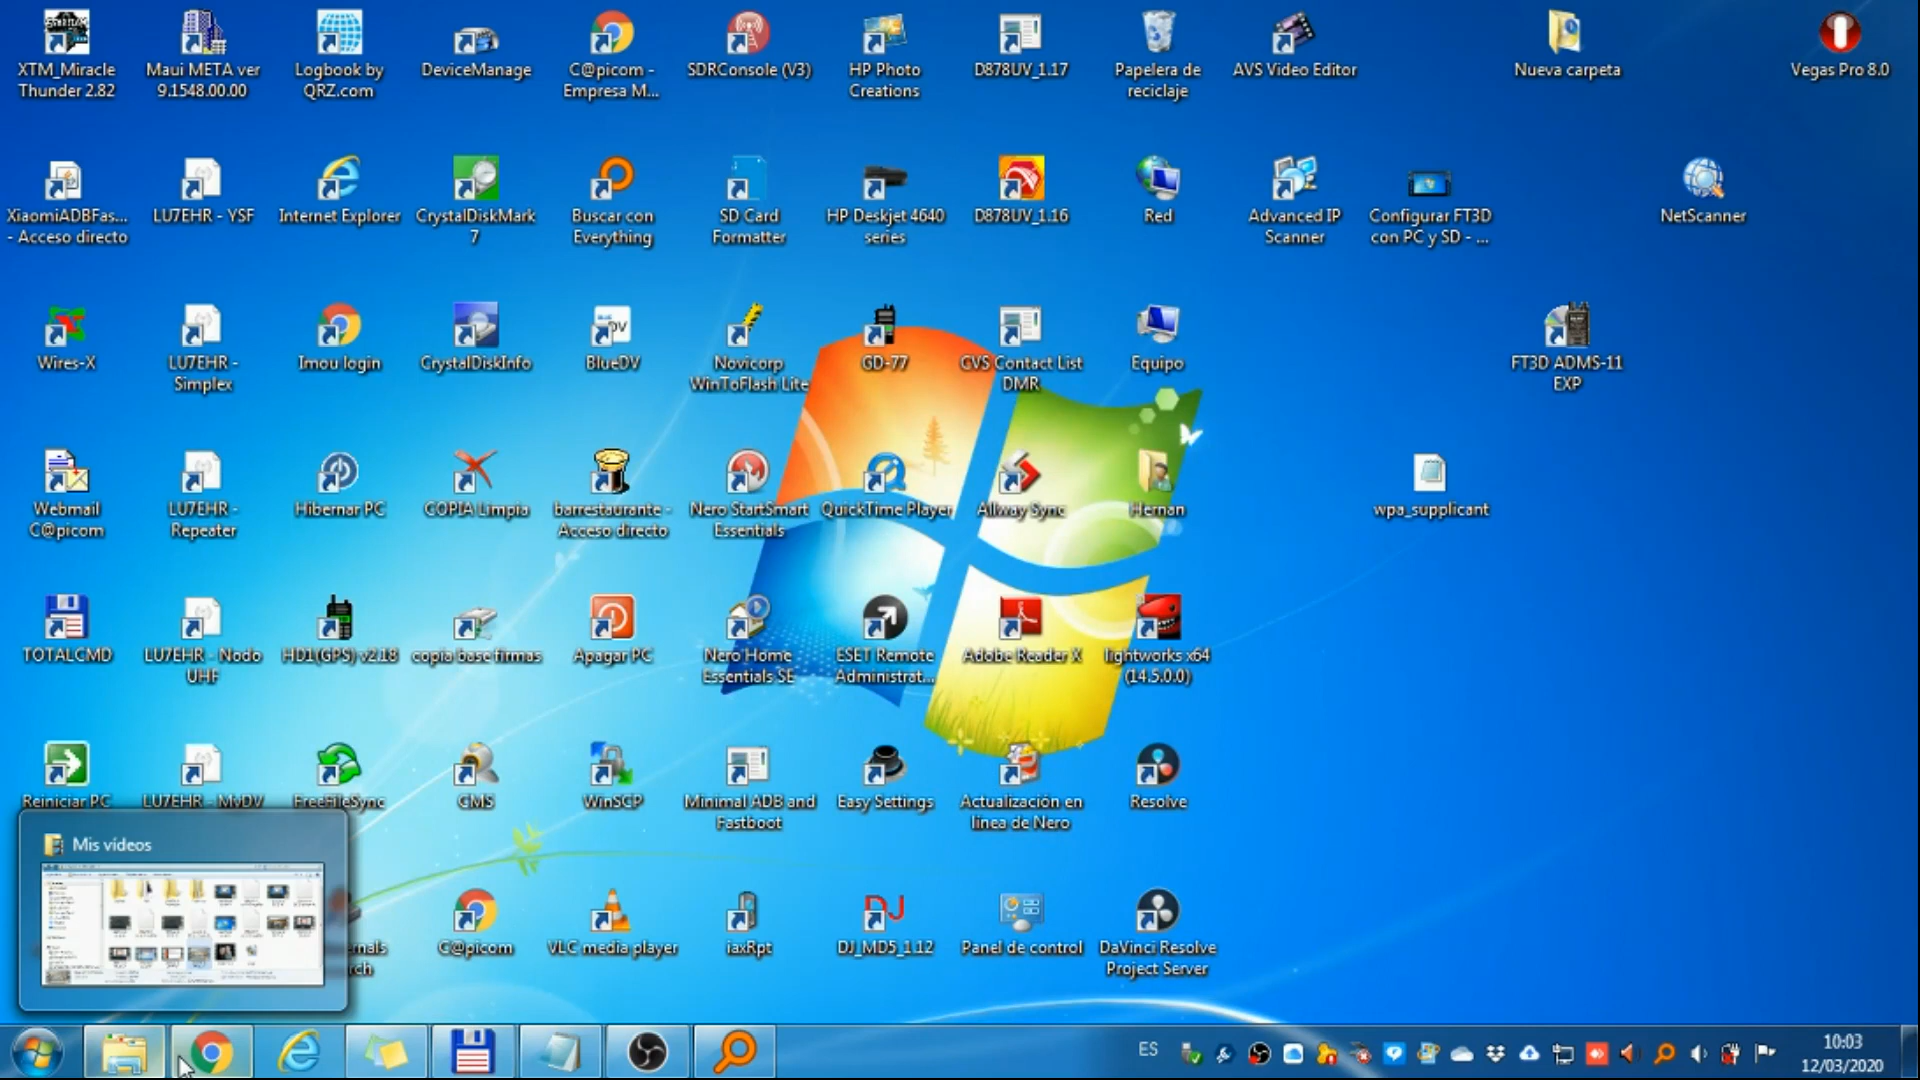 XTM_Miracle
Thunder 2.82
Maui META ver
9.1548.00.00
Logbook by
QRZ.com
DeviceManage
C@picom -
Empresa M...
SDRConsole (V3)
HP Photo
Creations
D878UV_1.17
Papelera de
reciclaje
AVS Video Editor
Nueva carpeta
Vegas Pro 8.0
XiaomiADBFas...
- Acceso directo
LU7EHR - YSF
Internet Explorer
CrystalDiskMark
7
Buscar con
Everything
SD Card
Formatter
HP Deskjet 4640
series
D878UV_1.16
Red
Advanced IP
Scanner
Configurar FT3D
con PC y SD - ...
NetScanner
Wires-X
LU7EHR -
Simplex
Imou login
CrystalDiskInfo
BLUE
DV
BlueDV
Novicorp
WinToFlash Lite
GD-77
CVS Contact List
DMR
Equipo
FT3D ADMS-11
EXP
Webmail
C@picom
LU7EHR -
Repeater
Hibernar PC
COPIA Limpia
barrestaurante -
Acceso directo
Nero StartSmart
Essentials
QuickTime Player
Allway Sync
Hernan
wpa_supplicant
TOTALCMD
LU7EHR - Nodo
UHF
HD1(GPS) v2.18
copia base firmas
Apagar PC
Nero Home
Essentials SE
ESET Remote
Administrat...
Adobe Reader X
lightworks x64
(14.5.0.0)
Reiniciar PC
LU7EHR - MyDV
FreeFileSync
CMS
WinSCP
Minimal ADB and
Fastboot
Easy Settings
Actualización en
línea de Nero
Resolve
Mis vídeos
C@picom
VLC media player
iaxRpt
DJ
DJ_MD5_1.12
Panel de control
DaVinci Resolve
Project Server
ES
10:03
12/03/2020